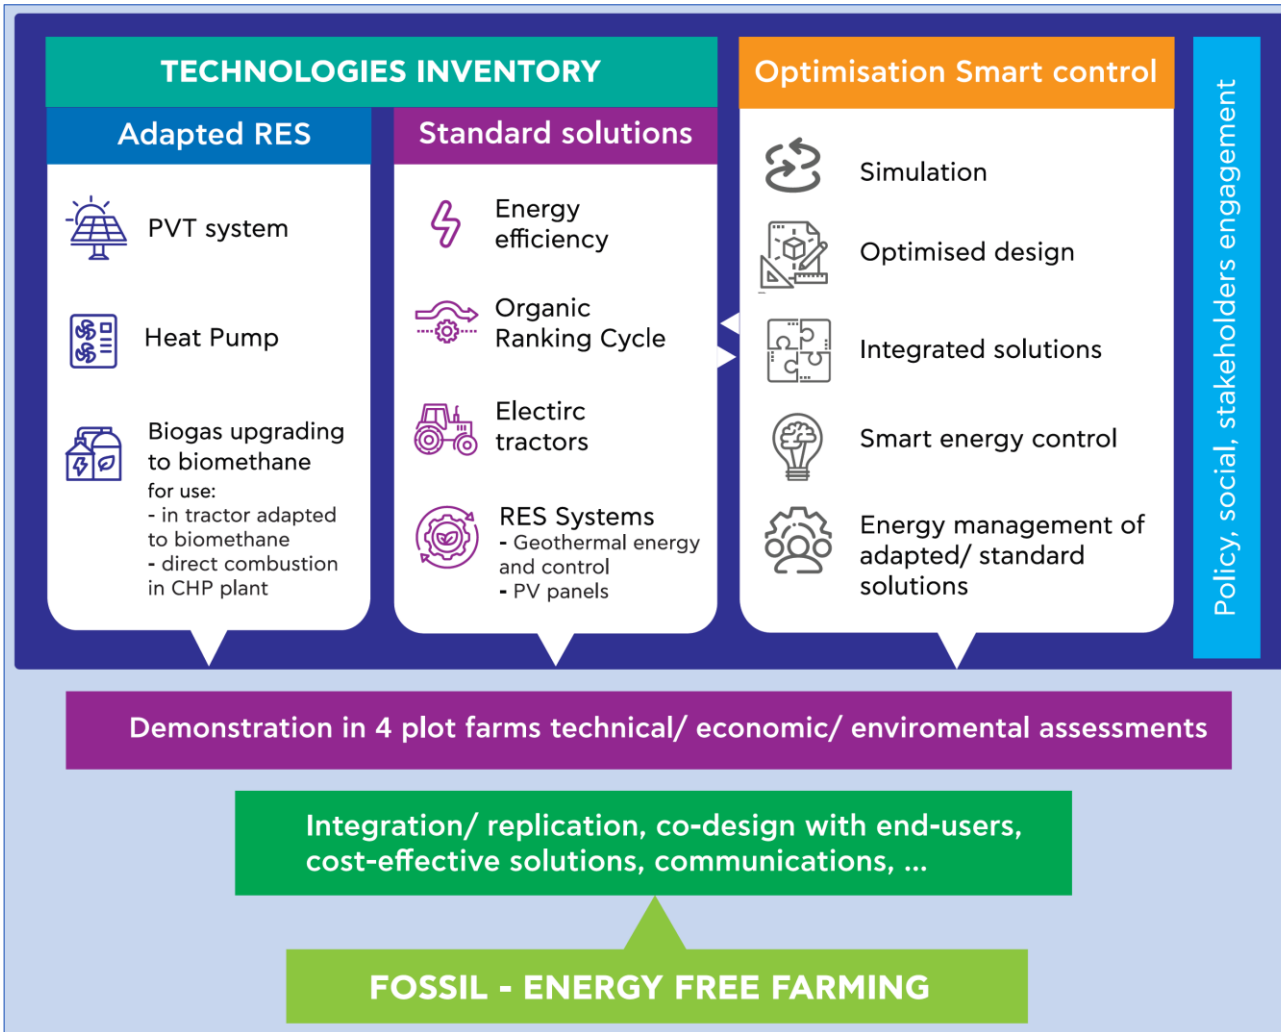 TECHNOLOGIES INVENTORY
Adapted RES
PVT system
Heat Pump
Biogas upgrading
to biomethane
for use:
- in tractor adapted
to biomethane
- direct combustion
in CHP plant
Standard solutions
Energy
efficiency
Organic
Ranking Cycle
Electirc
tractors
RES Systems
- Geothermal energy
and control
- PV panels
Optimisation Smart control
Simulation
Optimised design
Integrated solutions
Smart energy control
Energy management of
adapted/ standard
solutions
Policy, social, stakeholders engagement
Demonstration in 4 plot farms technical/ economic/ enviromental assessments
Integration/ replication, co-design with end-users,
cost-effective solutions, communications, ...
FOSSIL - ENERGY FREE FARMING